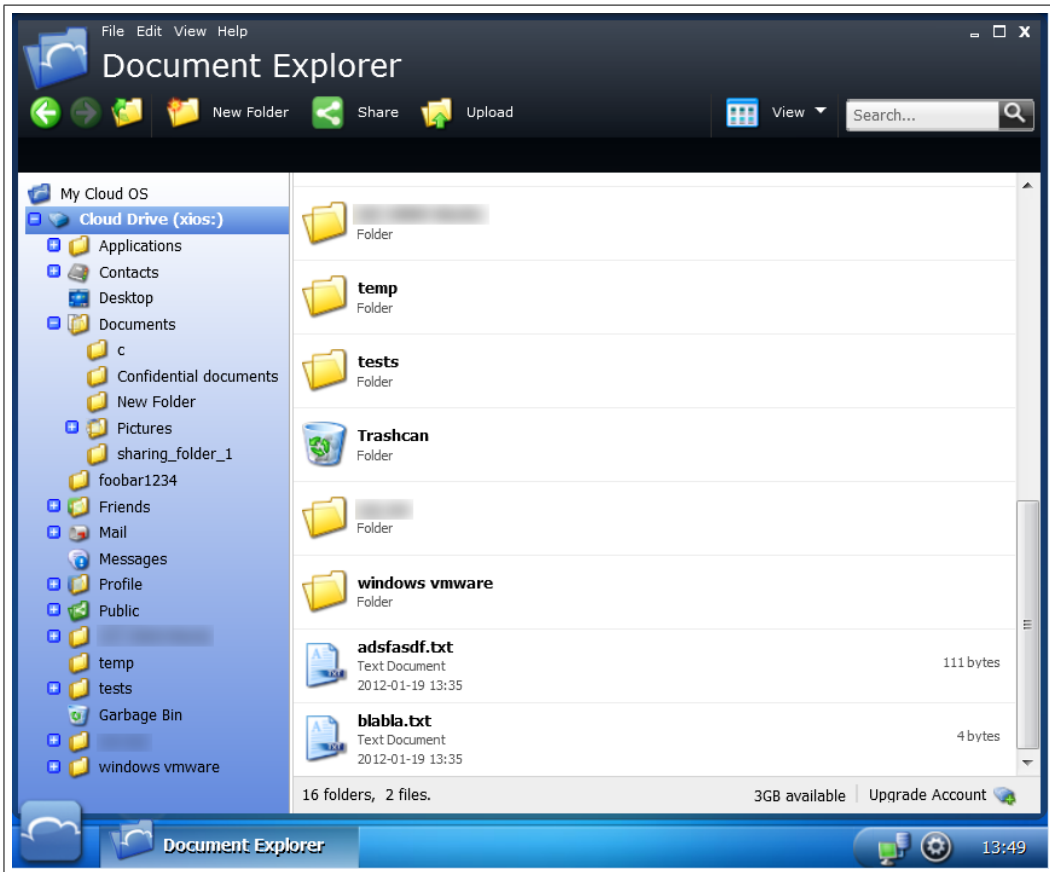 File Edit View Help
Document Explorer
New Folder
Share
Upload
View
Search...
My Cloud OS
Cloud Drive (xios:)
Applications
Contacts
Desktop
Documents
c
Confidential documents
New Folder
Pictures
sharing_folder_1
foobar1234
Friends
Mail
Messages
Profile
Public
temp
tests
Garbage Bin
windows vmware
Folder
temp
Folder
tests
Folder
Trashcan
Folder
Folder
windows vmware
Folder
adsfasdf.txt
Text Document
111 bytes
2012-01-19 13:35
blabla.txt
Text Document
4 bytes
2012-01-19 13:35
16 folders, 2 files.
3GB available
Upgrade Account
Document Explorer
13:49